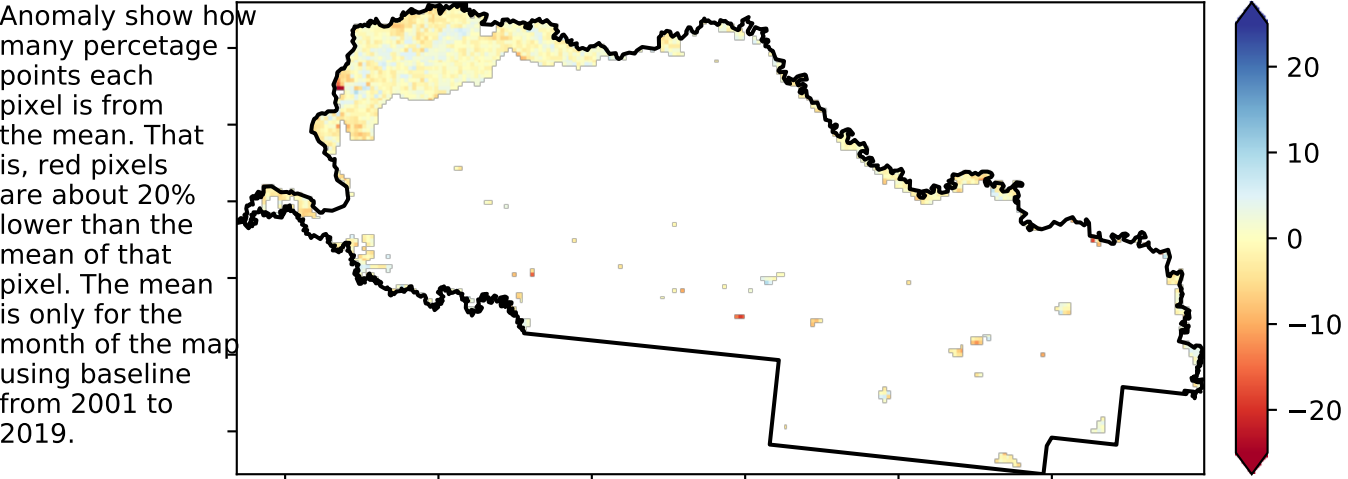 Anomaly show how
many percetage
points each
pixel is from
the mean. That
is, red pixels
are about 20%
lower than the
mean of that
pixel. The mean
is only for the
month of the map
using baseline
from 2001 to
2019.
20
10
0
−10
−20